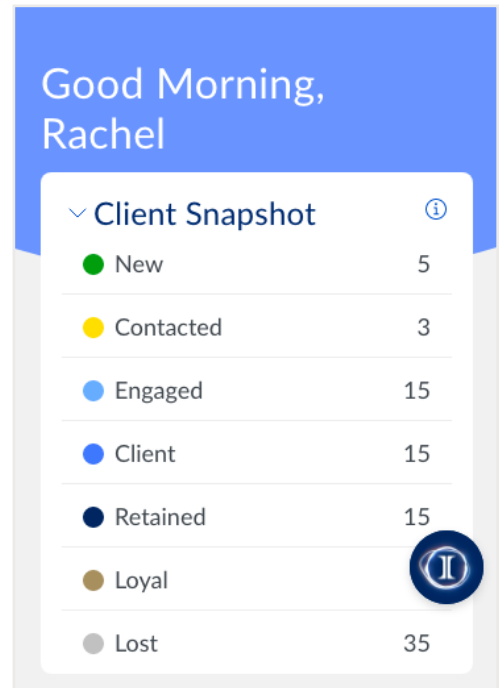 Good Morning,
Rachel
Client Snapshot
New 5
Contacted 3
Engaged 15
Client 15
Retained 15
Loyal
Lost 35